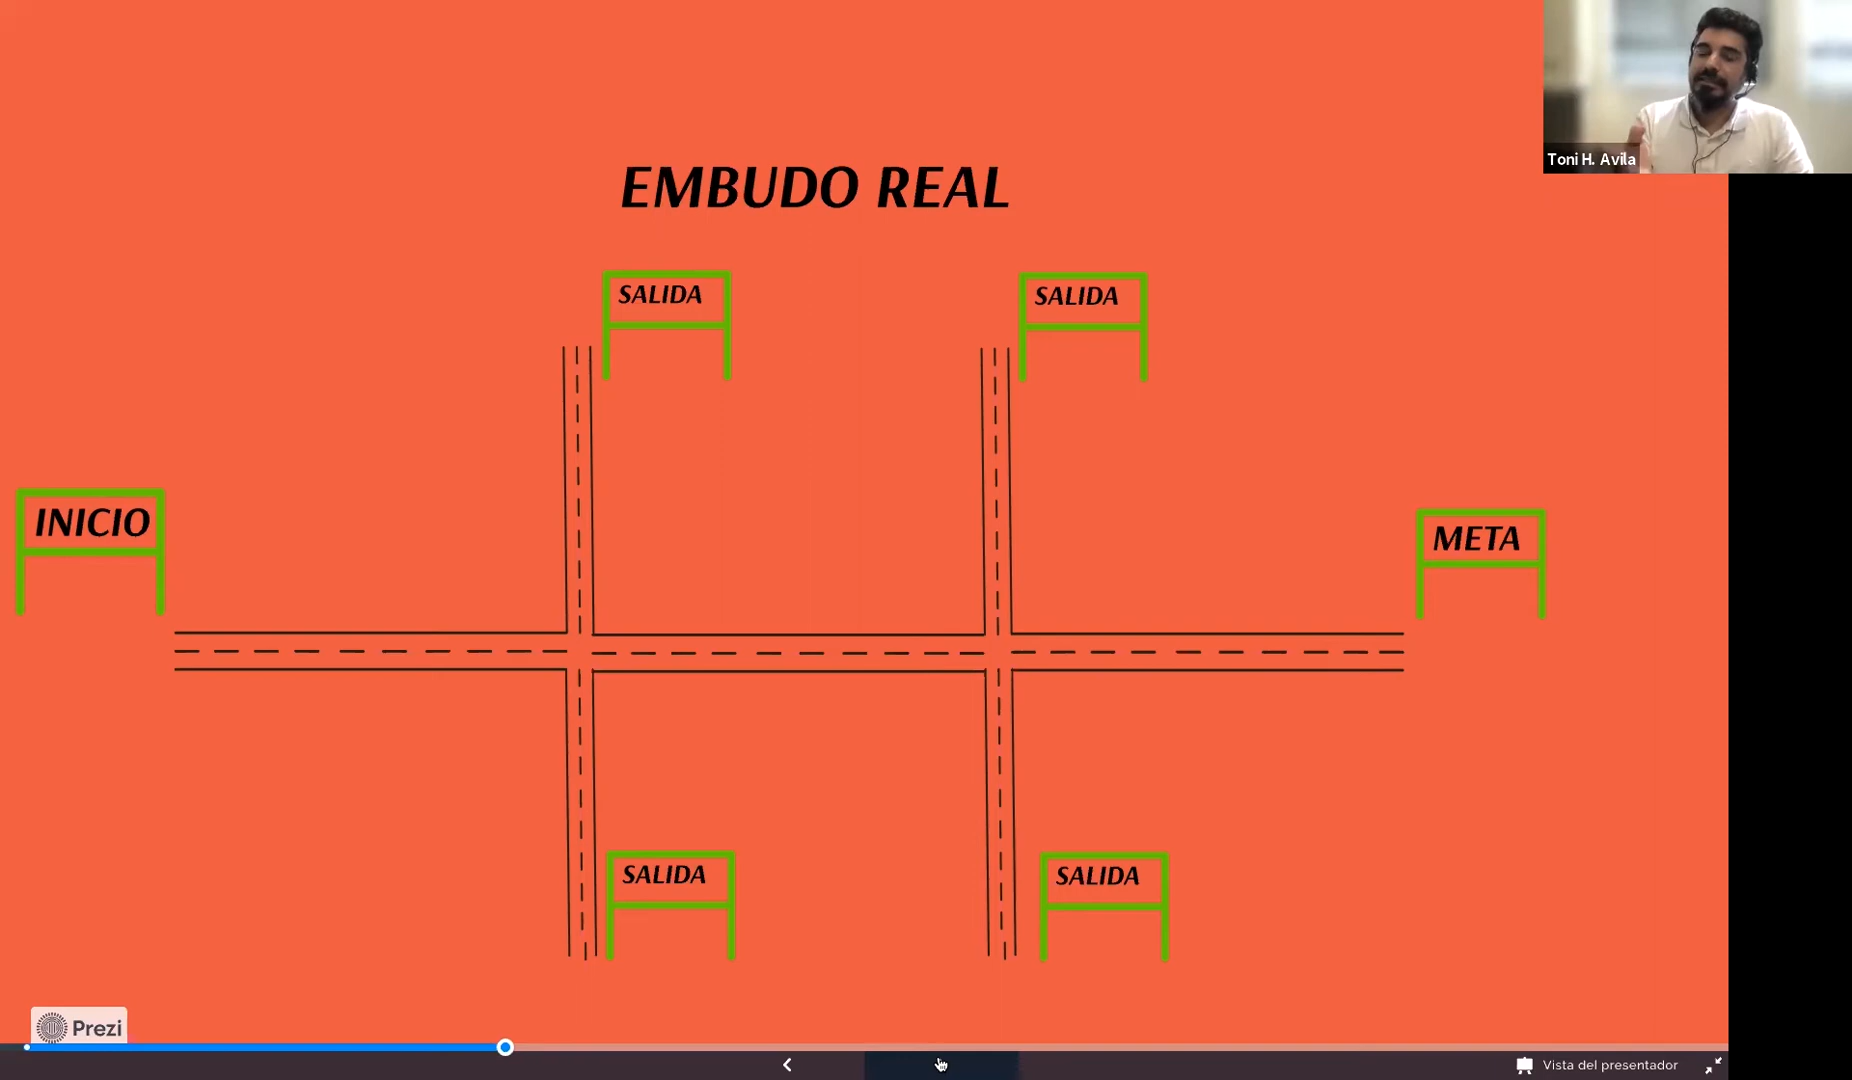 Toni H. Avila
EMBUDO REAL
SALIDA
SALIDA
INICIO
META
SALIDA
SALIDA
Prezi
Vista del presentador